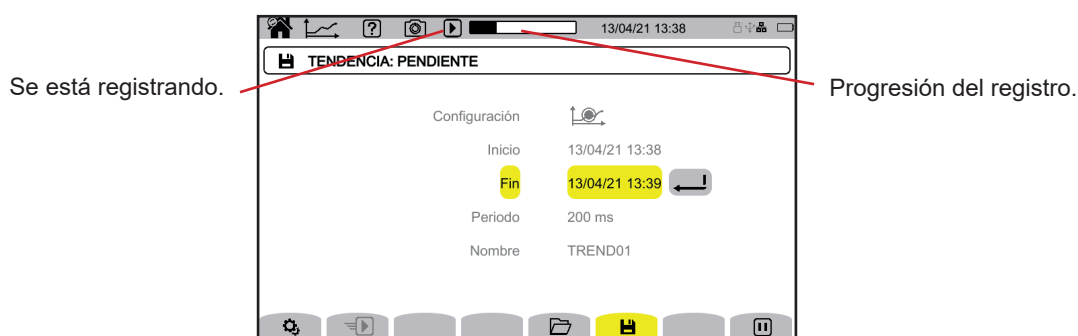 13/04/21 13:38
TENDENCIA: PENDIENTE
Se está registrando.
Progresión del registro.
Configuración
Inicio 13/04/21 13:38
Fin 13/04/21 13:39
Periodo 200 ms
Nombre TREND01